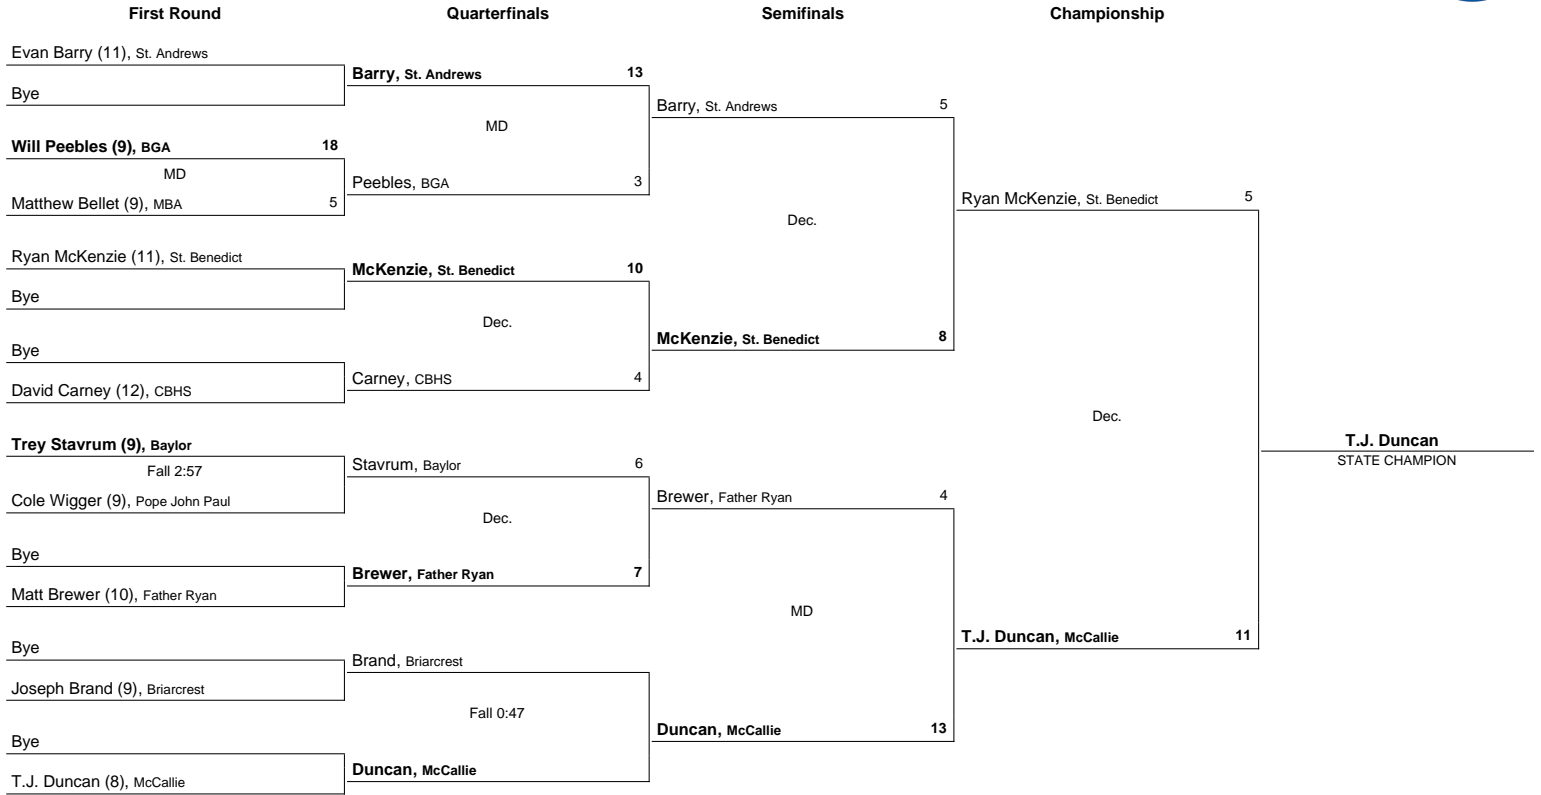 First Round Quarterfinals Semifinals Championship
Evan Barry (11), St. Andrews
Bye
Will Peebles (9), BGA 18
MD
Matthew Bellet (9), MBA 5
Ryan McKenzie (11), St. Benedict
Bye
Bye
David Carney (12), CBHS
Trey Stavrum (9), Baylor
Fall 2:57
Cole Wigger (9), Pope John Paul
Bye
Matt Brewer (10), Father Ryan
Bye
Joseph Brand (9), Briarcrest
Bye
T.J. Duncan (8), McCallie
Barry, St. Andrews 13
MD
Peebles, BGA 3
McKenzie, St. Benedict 10
Dec.
Carney, CBHS 4
Stavrum, Baylor 6
Dec.
Brewer, Father Ryan 7
Brand, Briarcrest
Fall 0:47
Duncan, McCallie
Barry, St. Andrews 5
Dec.
McKenzie, St. Benedict 8
Brewer, Father Ryan 4
MD
Duncan, McCallie 13
Ryan McKenzie, St. Benedict 5
Dec.
T.J. Duncan, McCallie 11
T.J. Duncan
STATE CHAMPION